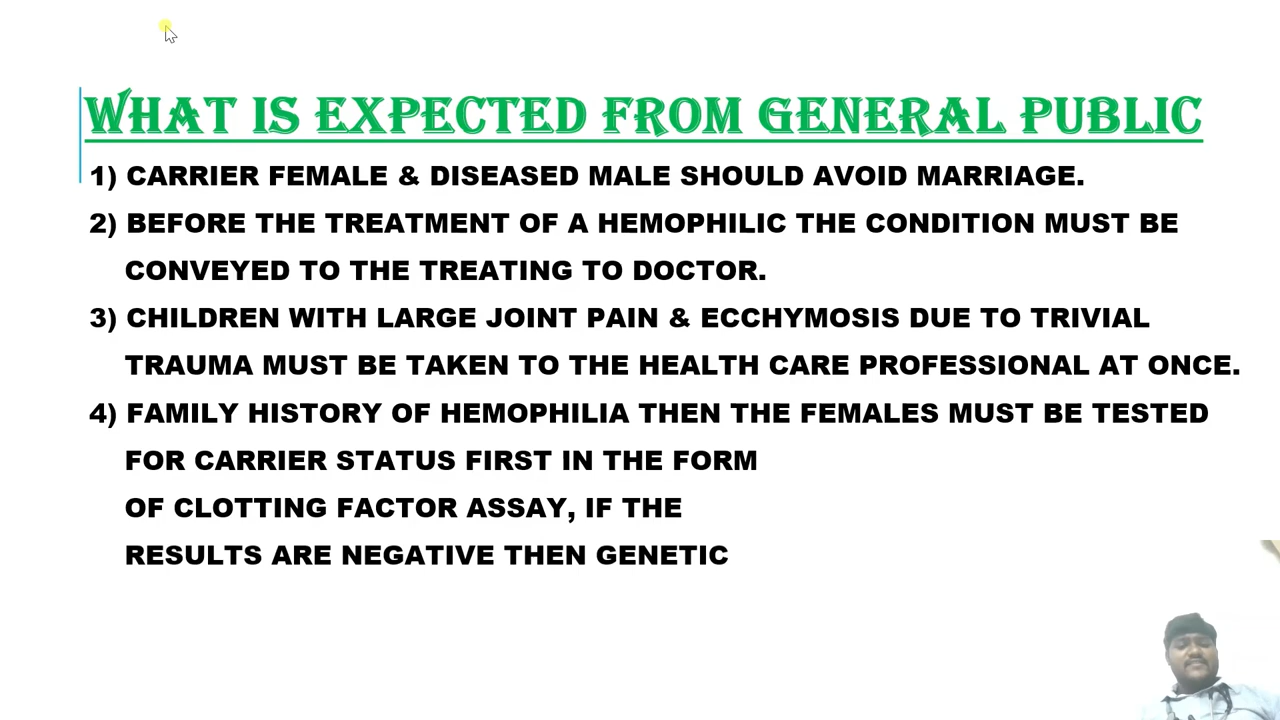 WHAT IS EXPECTED FROM GENERAL PUBLIC
1) CARRIER FEMALE & DISEASED MALE SHOULD AVOID MARRIAGE.
2) BEFORE THE TREATMENT OF A HEMOPHILIC THE CONDITION MUST BE
CONVEYED TO THE TREATING TO DOCTOR.
3) CHILDREN WITH LARGE JOINT PAIN & ECCHYMOSIS DUE TO TRIVIAL
TRAUMA MUST BE TAKEN TO THE HEALTH CARE PROFESSIONAL AT ONCE.
4) FAMILY HISTORY OF HEMOPHILIA THEN THE FEMALES MUST BE TESTED
FOR CARRIER STATUS FIRST IN THE FORM
OF CLOTTING FACTOR ASSAY, IF THE
RESULTS ARE NEGATIVE THEN GENETIC